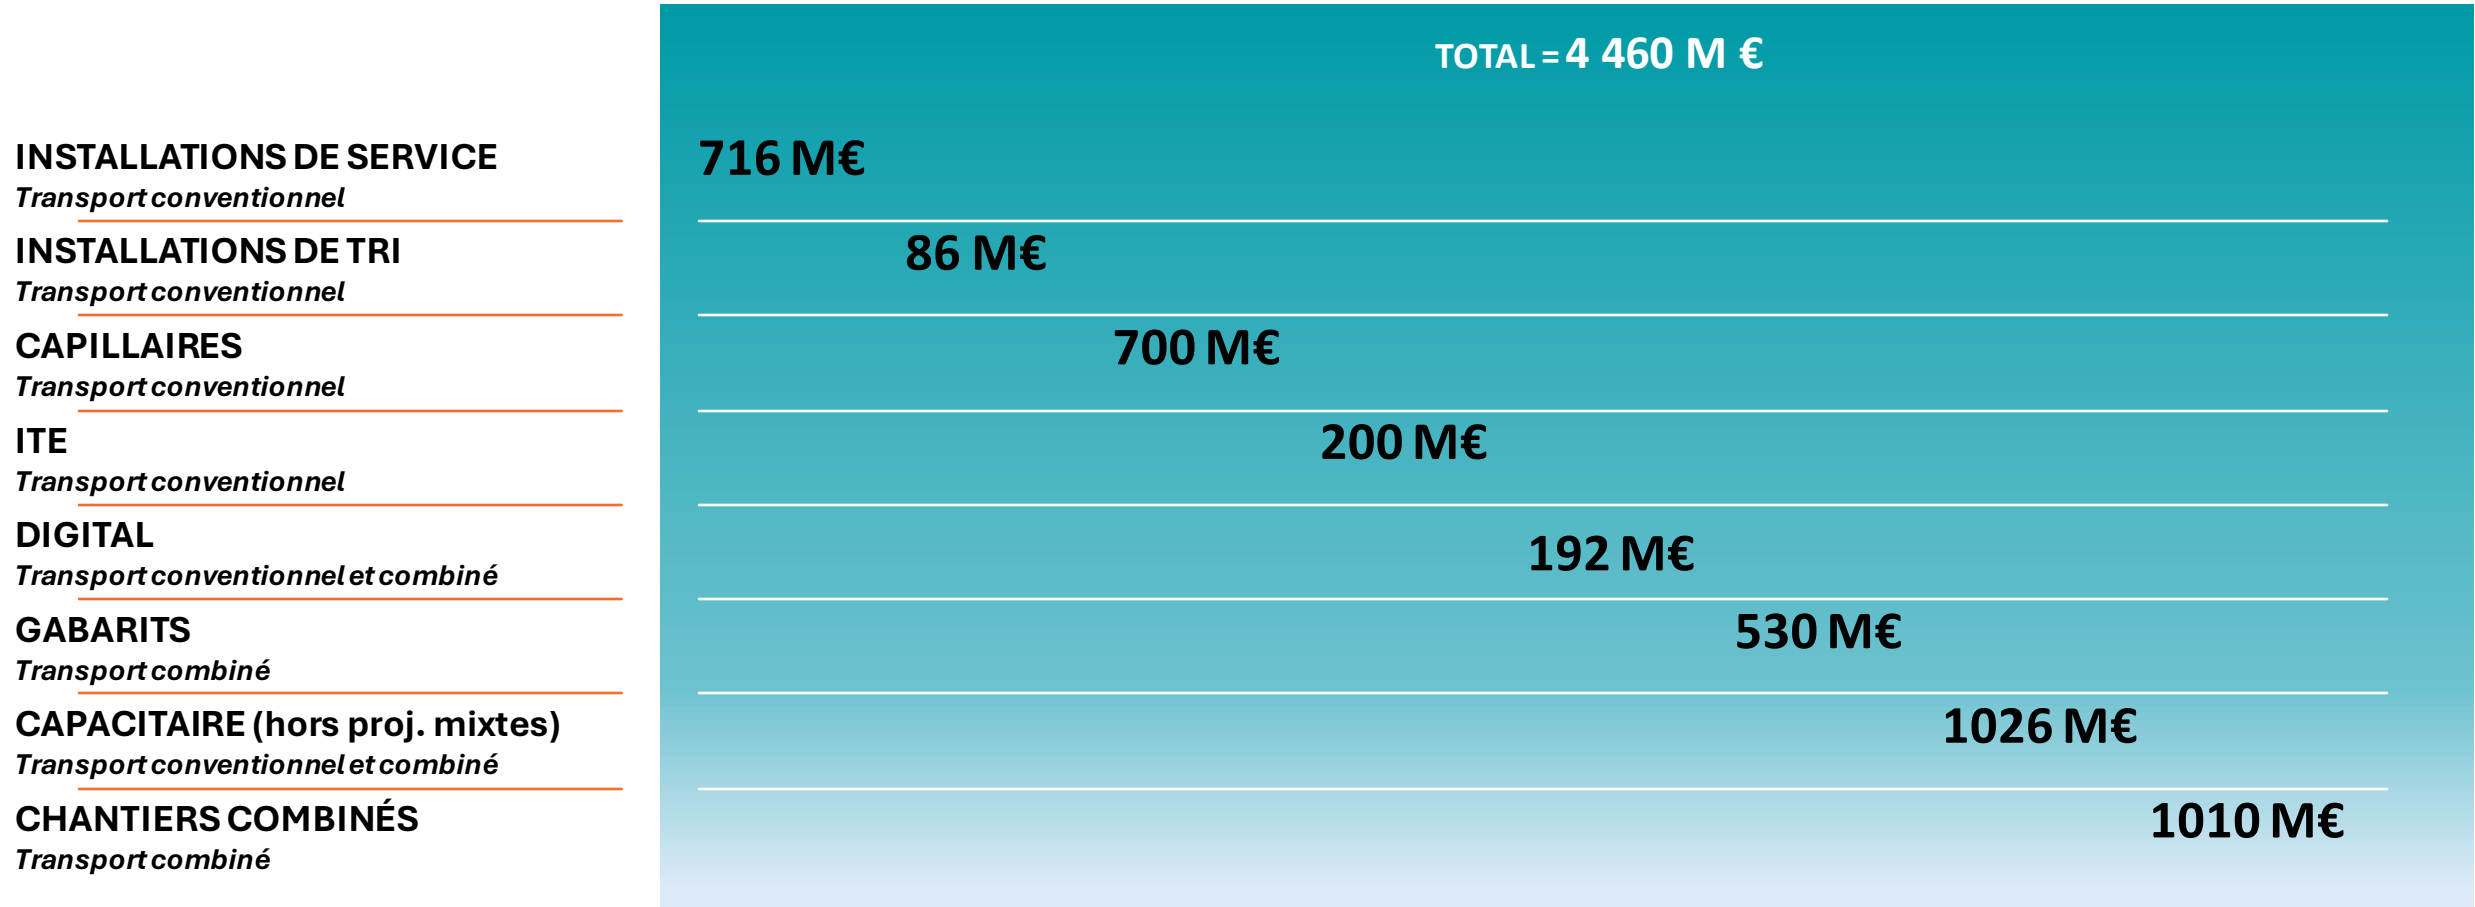 TOTAL = 4 460 M €
INSTALLATIONS DE SERVICE
716 M€
Transport conventionnel
INSTALLATIONS DE TRI
86 M€
Transport conventionnel
CAPILLAIRES
700 M€
Transport conventionnel
ITE
200 M€
Transport conventionnel
DIGITAL
192 M€
Transport conventionnel et combiné
GABARITS
530 M€
Transport combiné
CAPACITAIRE (hors proj. mixtes)
1026 M€
Transport conventionnel et combiné
CHANTIERS COMBINÉS
1010 M€
Transport combiné